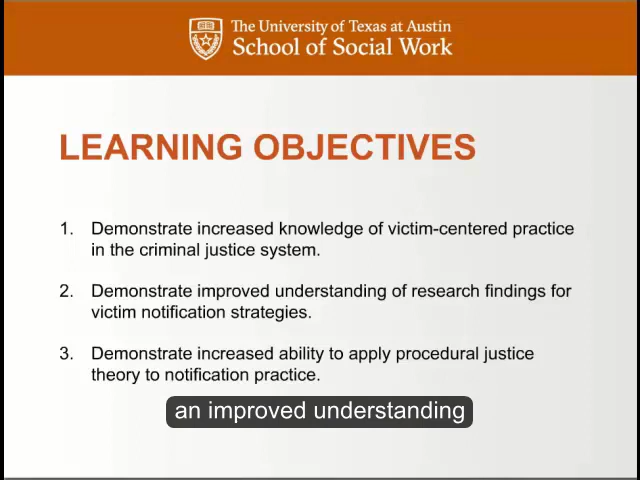 The University of Texas at Austin
School of Social Work
LEARNING OBJECTIVES
1. Demonstrate increased knowledge of victim-centered practice
in the criminal justice system.
2. Demonstrate improved understanding of research findings for
victim notification strategies.
3. Demonstrate increased ability to apply procedural justice
theory to notification practice.
an improved understanding